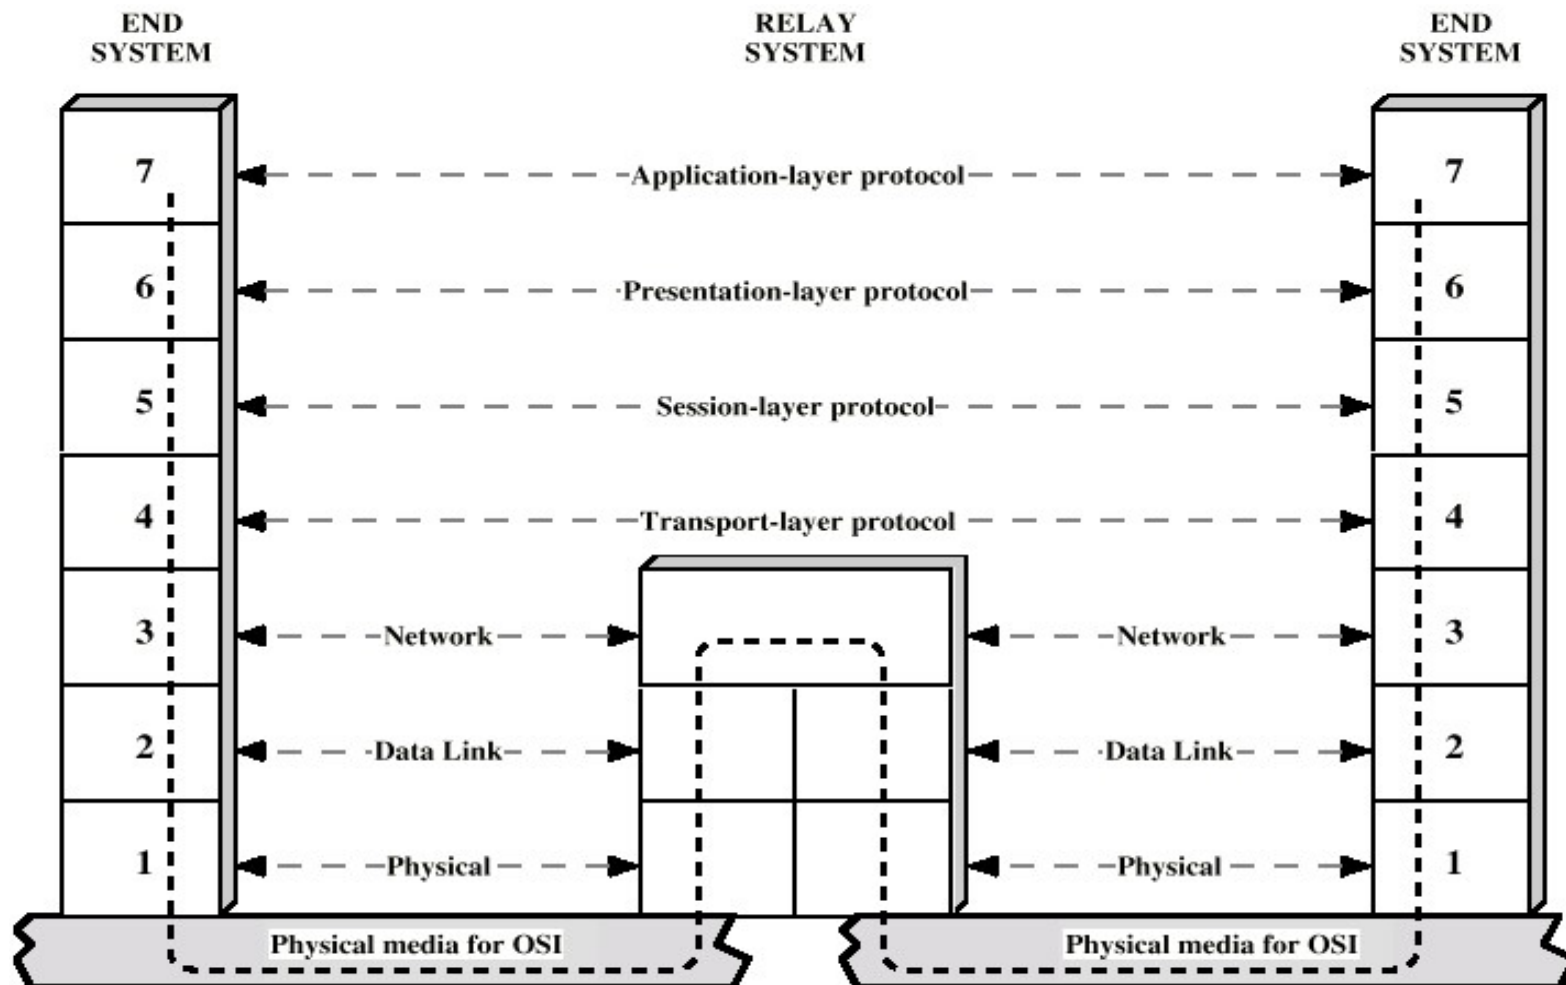 END
SYSTEM
RELAY
SYSTEM
END
SYSTEM
7
Application-layer protocol
7
6
Presentation-layer protocol
6
5
Session-layer protocol
5
4
Transport-layer protocol
4
3
Network
Network
3
2
Data Link
Data Link
2
1
Physical
Physical
1
Physical media for OSI
Physical media for OSI